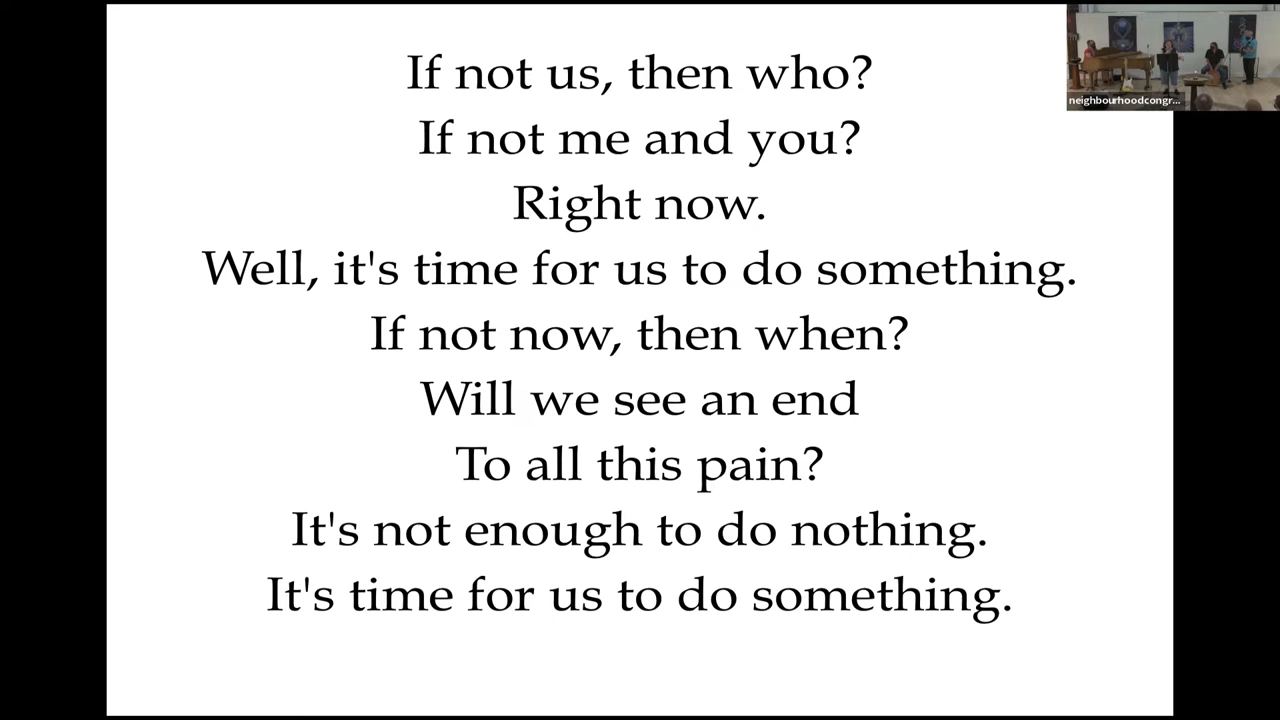 If not us, then who?
If not me and you?
Right now.
Well, it's time for us to do something.
If not now, then when?
Will we see an end
To all this pain?
It's not enough to do nothing.
It's time for us to do something.
neighbourhoodcongr...